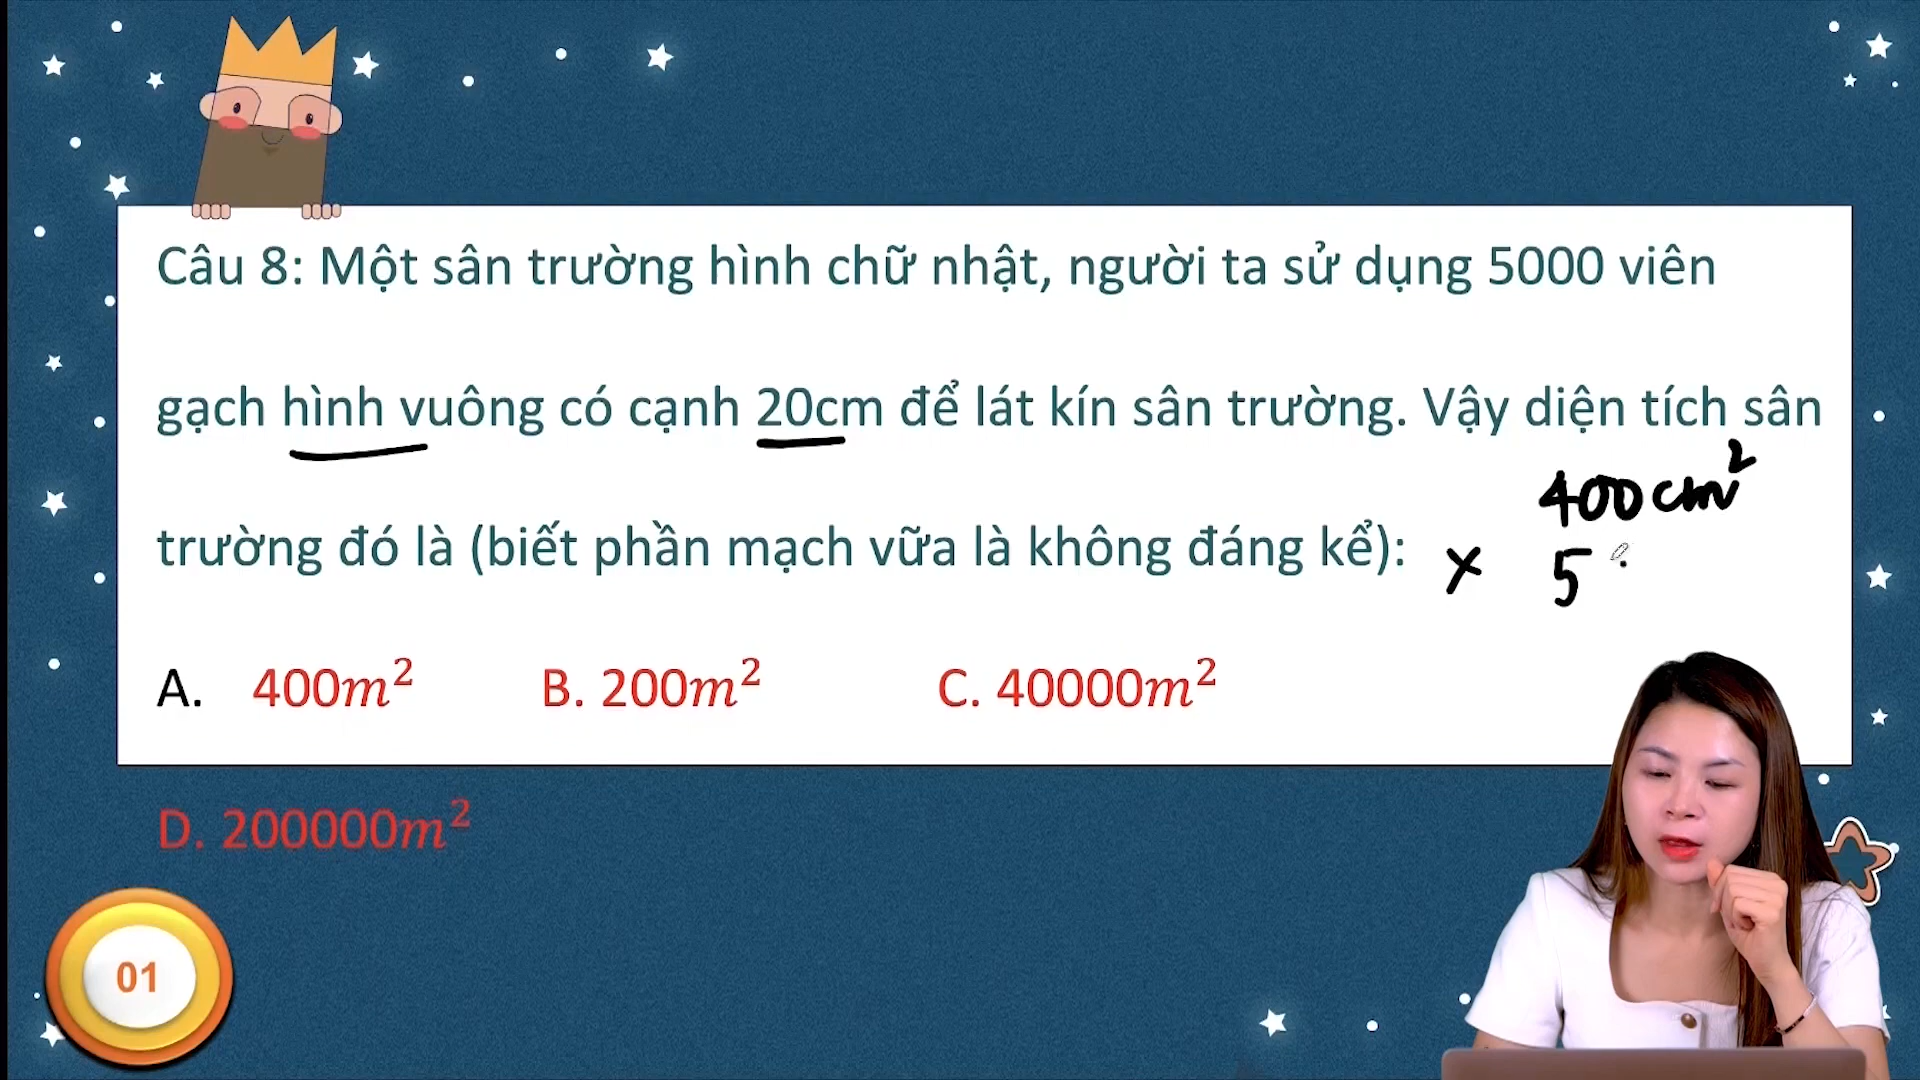 Câu 8: Một sân trường hình chữ nhật, người ta sử dụng 5000 viên
gạch hình vuông có cạnh 20cm để lát kín sân trường. Vậy diện tích sân
400cm²
trường đó là (biết phần mạch vữa là không đáng kể):
× 5
A. 400m² B. 200m² C. 40000m²
D. 200000m²
01